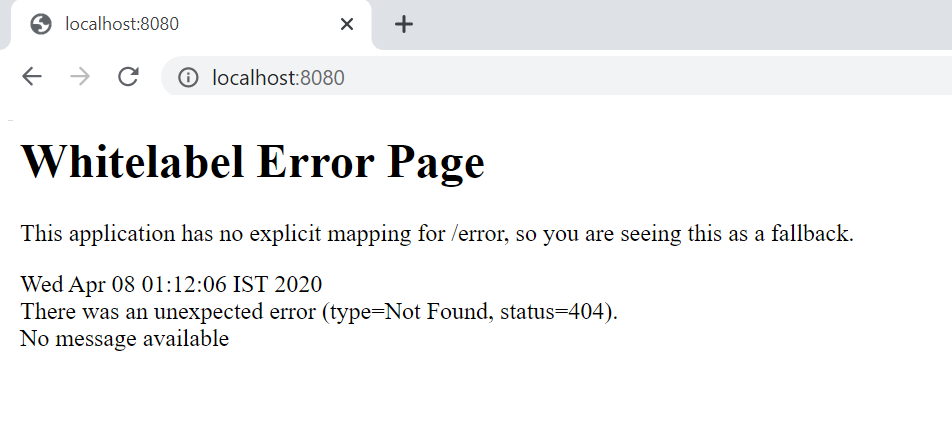 localhost:8080
localhost:8080
Whitelabel Error Page
This application has no explicit mapping for /error, so you are seeing this as a fallback.
Wed Apr 08 01:12:06 IST 2020
There was an unexpected error (type=Not Found, status=404).
No message available